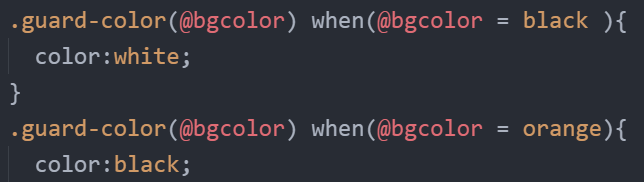 .guard-color(@bgcolor) when(@bgcolor = black ){
color:white;
}
.guard-color(@bgcolor) when(@bgcolor = orange){
color:black;